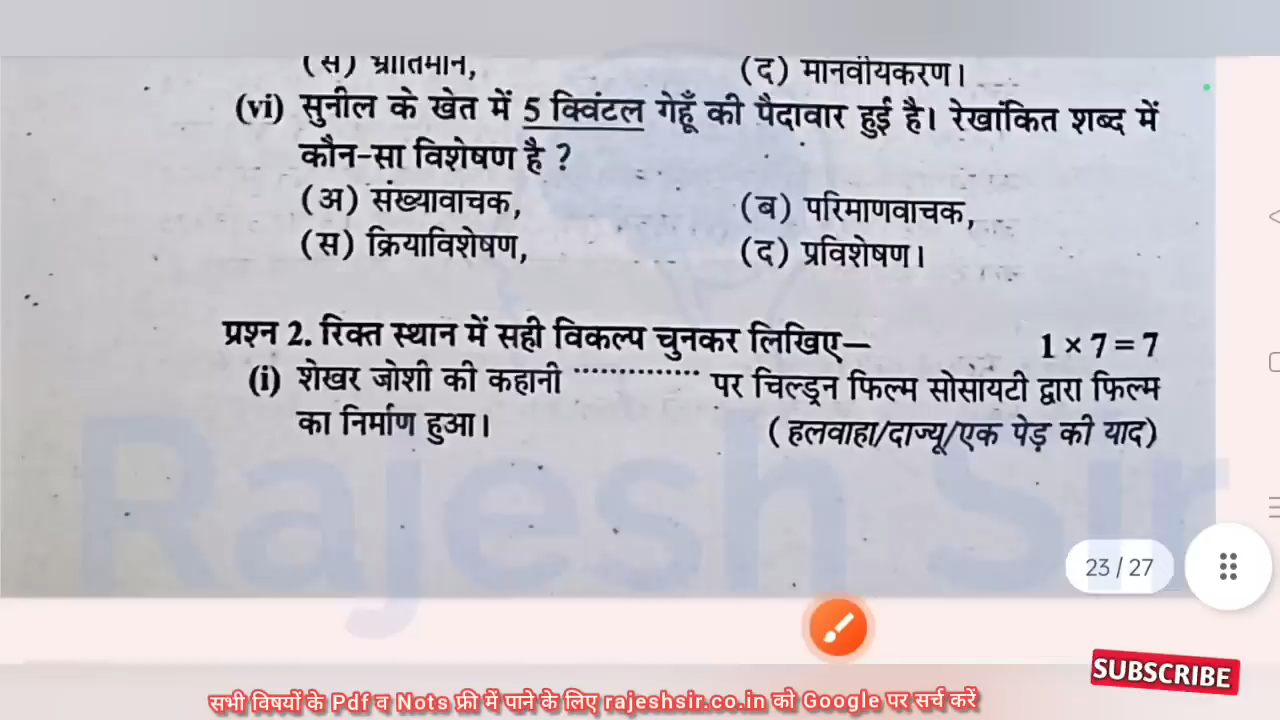 (स) भ्रांतिमान, (द) मानवीयकरण।
(vi) सुनील के खेत में 5 क्विंटल गेहूँ की पैदावार हुई है। रेखांकित शब्द में
कौन-सा विशेषण है ?
(अ) संख्यावाचक, (ब) परिमाणवाचक,
(स) क्रियाविशेषण, (द) प्रविशेषण।
प्रश्न 2. रिक्त स्थान में सही विकल्प चुनकर लिखिए— 1 × 7 = 7
(i) शेखर जोशी की कहानी ·············· पर चिल्ड्रन फिल्म सोसायटी द्वारा फिल्म
का निर्माण हुआ। (हलवाहा/दाज्यू/एक पेड़ की याद)
Rajesh Sir
23 / 27
SUBSCRIBE
सभी विषयों के Pdf व Nots फ्री में पाने के लिए rajeshsir.co.in को Google पर सर्च करें